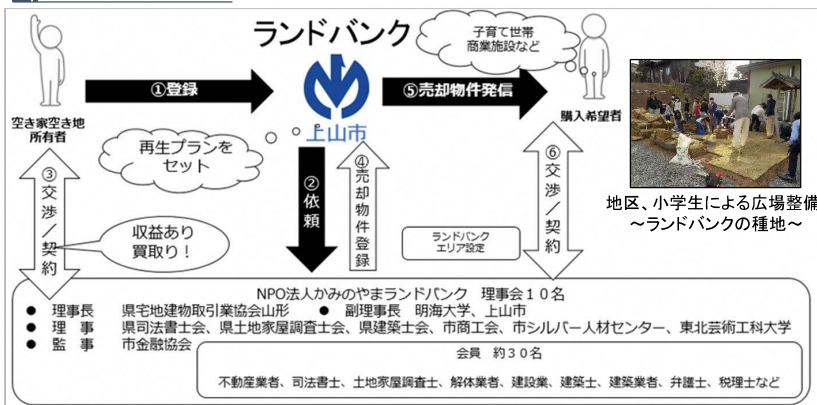 ランドバンク
子育て世帯
商業施設など
①登録
⑤売却物件発信
空き家空き地
所有者
上山市
購入希望者
再生プランを
セット
②依頼
④売却物件登録
③交渉/契約
⑥交渉/契約
収益あり
買取り!
ランドバンク
エリア設定
地区、小学生による広場整備
~ランドバンクの種地~
NPO法人かみのやまランドバンク 理事会10名
● 理事長 県宅地建物取引業協会山形 ● 副理事長 明海大学、上山市
● 理 事 県司法書士会、県土地家屋調査士会、県建築士会、市商工会、市シルバー人材センター、東北芸術工科大学
● 監 事 市金融協会
会員 約30名
不動産業者、司法書士、土地家屋調査士、解体業者、建設業、建築士、建築業者、弁護士、税理士など